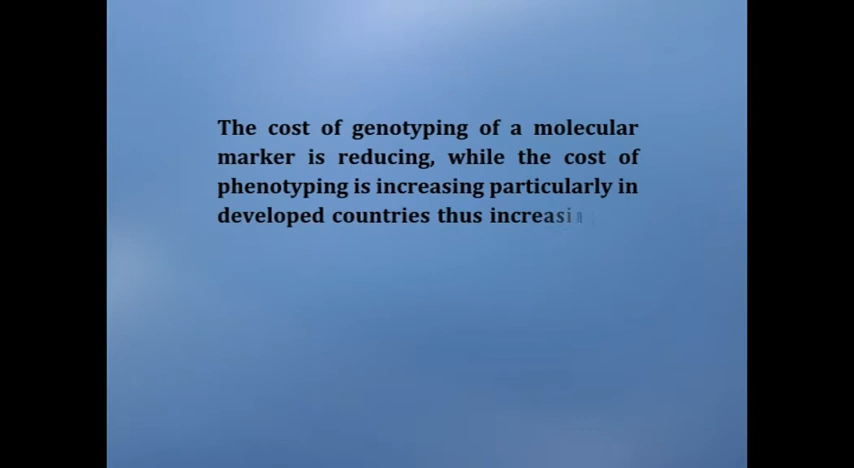 The cost of genotyping of a molecular
marker is reducing, while the cost of
phenotyping is increasing particularly in
developed countries thus increasin